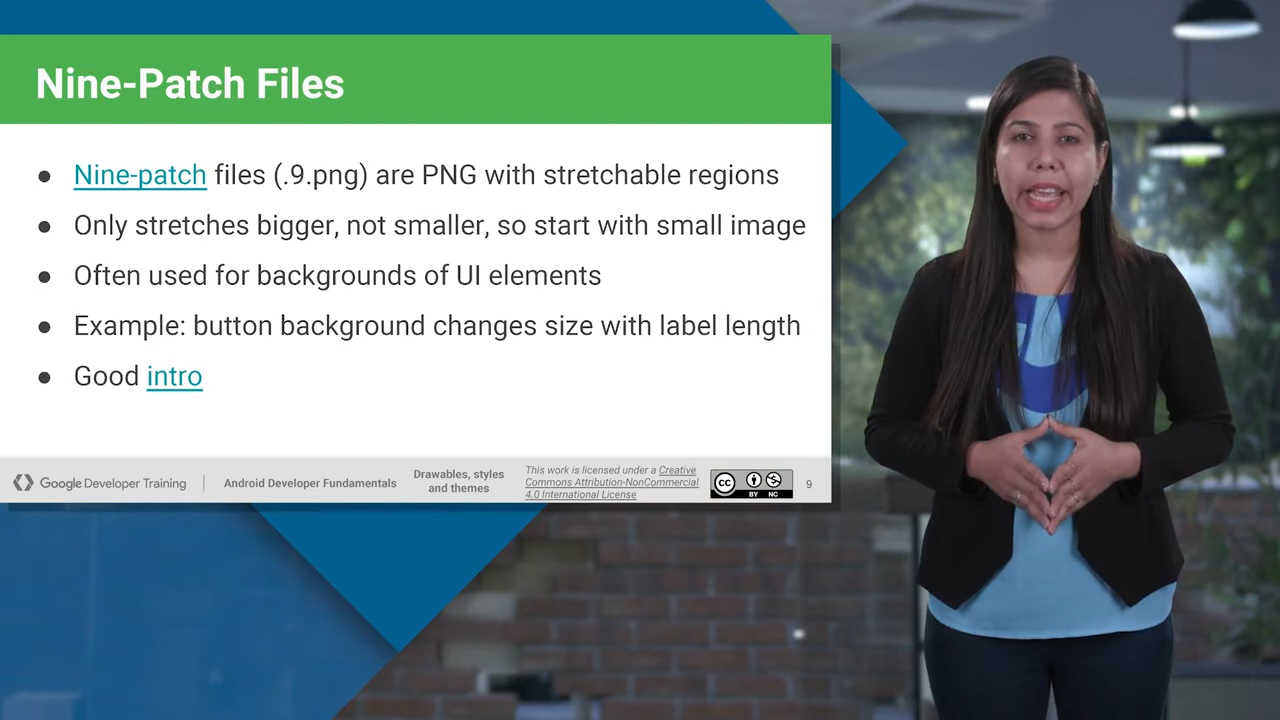 Nine-Patch Files
● Nine-patch files (.9.png) are PNG with stretchable regions
● Only stretches bigger, not smaller, so start with small image
● Often used for backgrounds of UI elements
● Example: button background changes size with label length
● Good intro
Google Developer Training
Android Developer Fundamentals
Drawables, styles
and themes
This work is licensed under a Creative
Commons Attribution-NonCommercial
4.0 International License
cc
BY NC
9